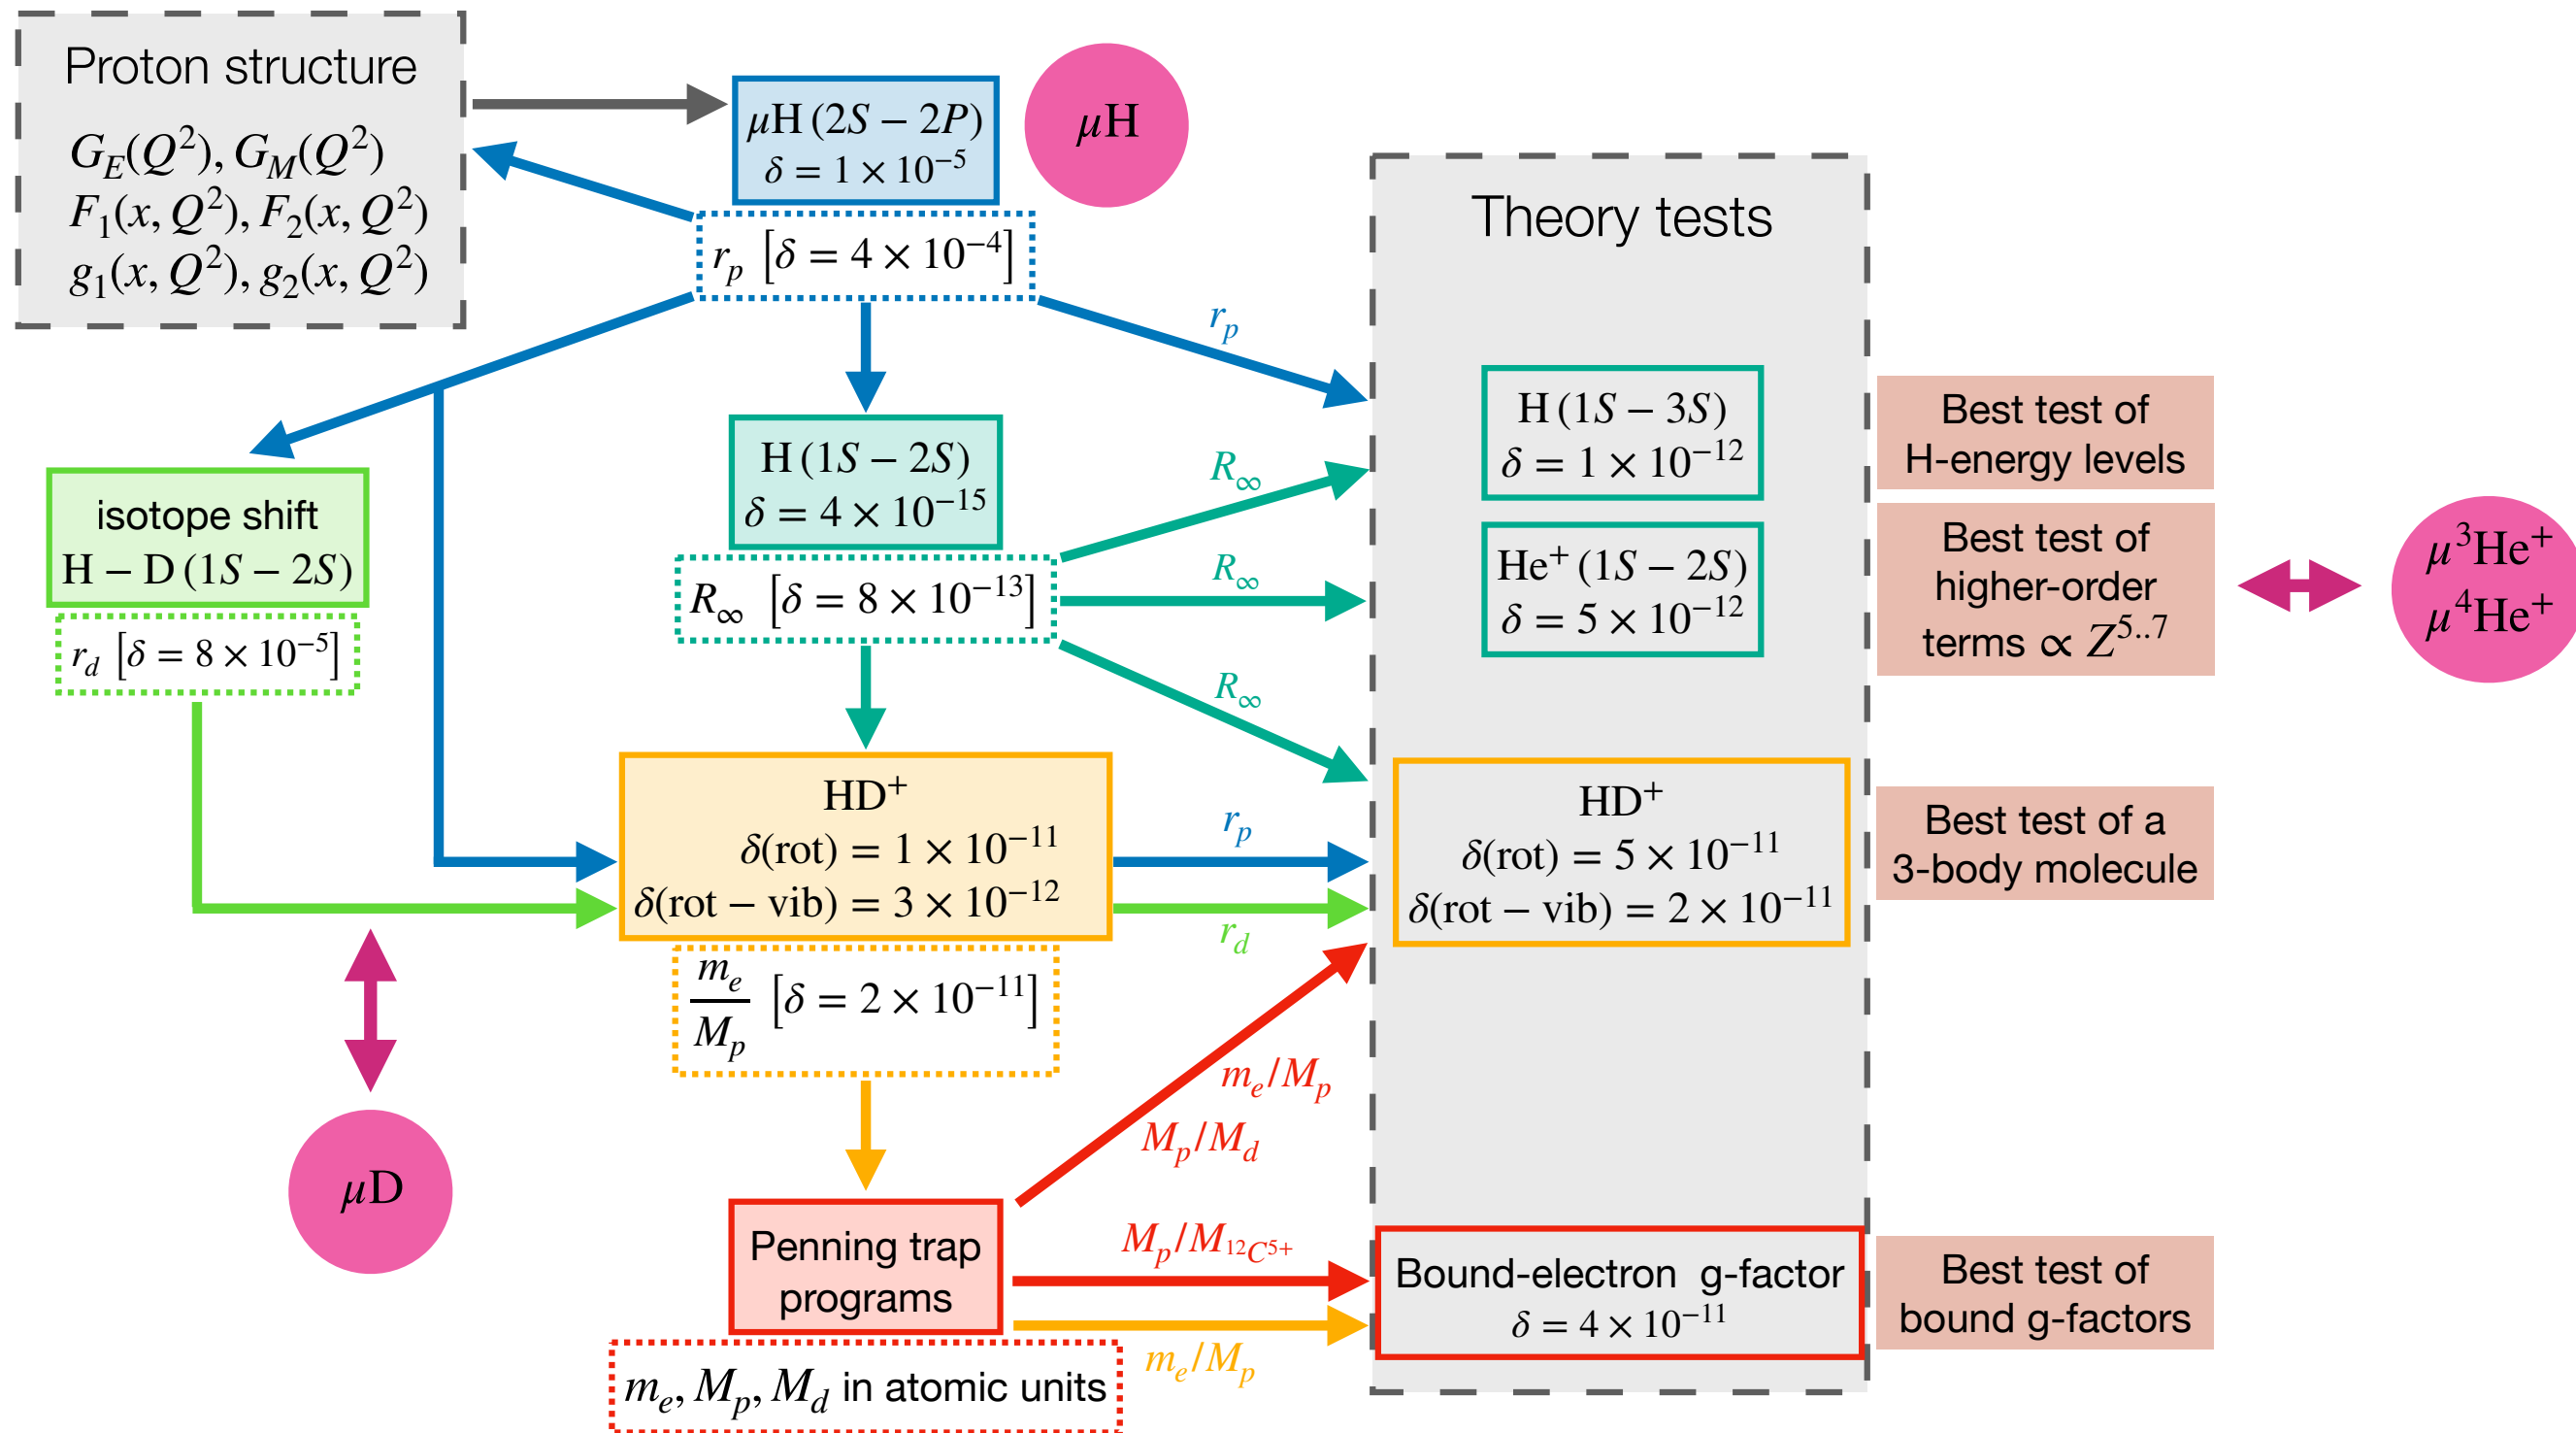 Proton structure
G_E(Q²), G_M(Q²)
F₁(x, Q²), F₂(x, Q²)
g₁(x, Q²), g₂(x, Q²)
μH (2S − 2P)
δ = 1 × 10⁻⁵
r_p [δ = 4 × 10⁻⁴]
μH
r_p
Theory tests
H (1S − 3S)
δ = 1 × 10⁻¹²
Best test of
H-energy levels
isotope shift
H − D (1S − 2S)
r_d [δ = 8 × 10⁻⁵]
H (1S − 2S)
δ = 4 × 10⁻¹⁵
R_∞ [δ = 8 × 10⁻¹³]
R_∞
R_∞
R_∞
He⁺ (1S − 2S)
δ = 5 × 10⁻¹²
Best test of
higher-order
terms ∝ Z⁵··⁷
μ³He⁺
μ⁴He⁺
HD⁺
δ(rot) = 1 × 10⁻¹¹
δ(rot − vib) = 3 × 10⁻¹²
m_e/M_p [δ = 2 × 10⁻¹¹]
r_p
r_d
HD⁺
δ(rot) = 5 × 10⁻¹¹
δ(rot − vib) = 2 × 10⁻¹¹
Best test of a
3-body molecule
m_e/M_p
M_p/M_d
μD
Penning trap
programs
m_e, M_p, M_d in atomic units
M_p/M_¹²C⁵⁺
m_e/M_p
Bound-electron g-factor
δ = 4 × 10⁻¹¹
Best test of
bound g-factors